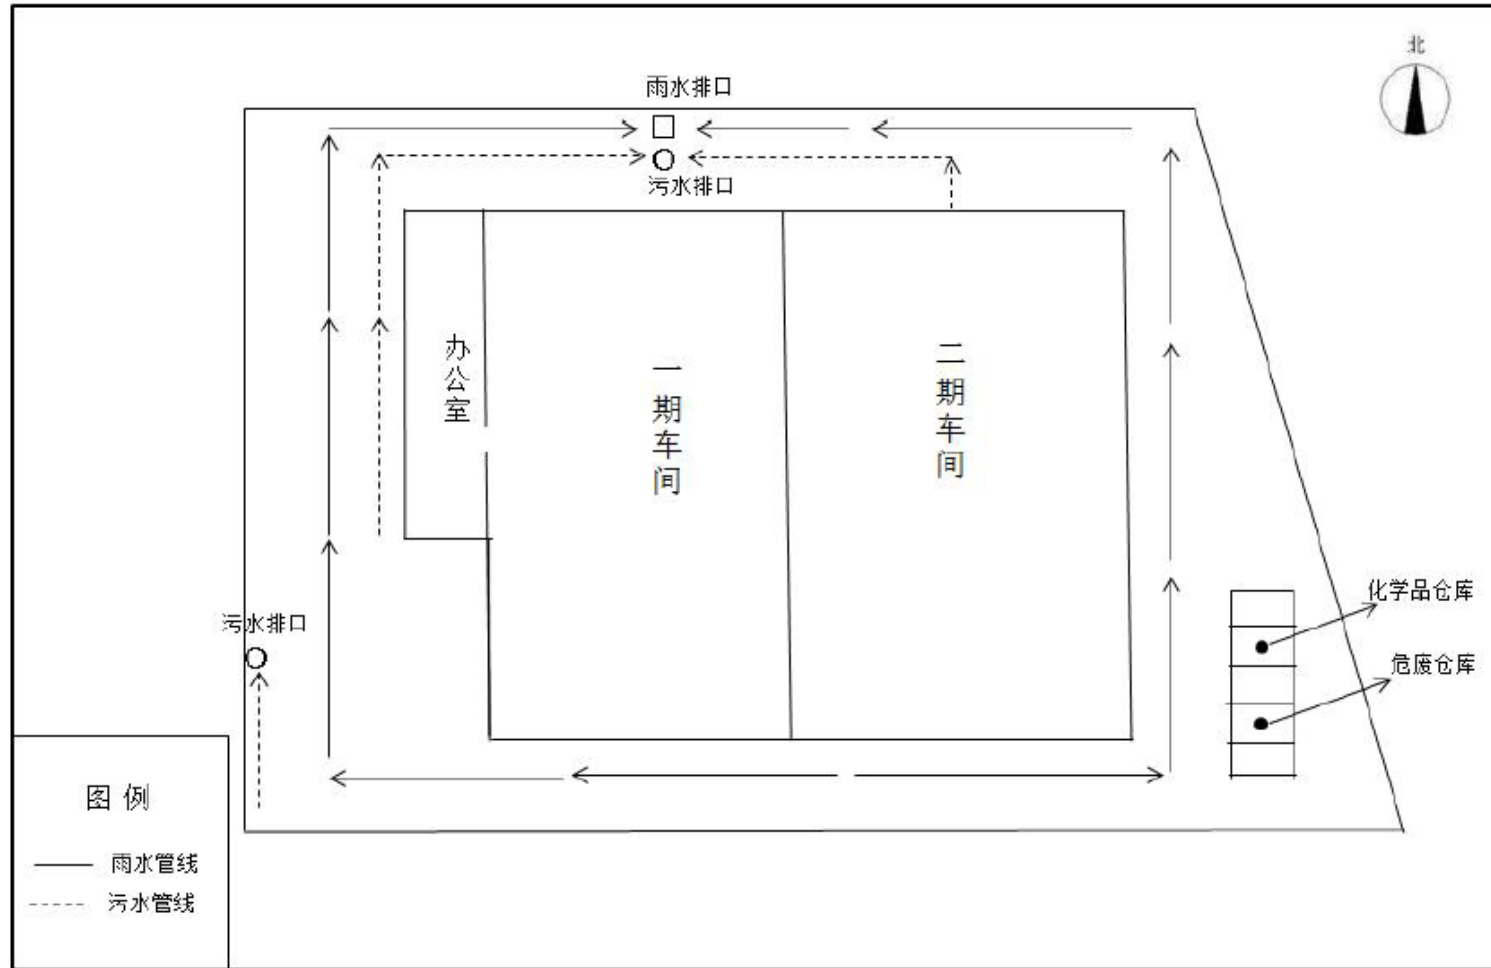 北
雨水排口
污水排口
办公室
一期车间
二期车间
化学品仓库
污水排口
危废仓库
图例
雨水管线
污水管线